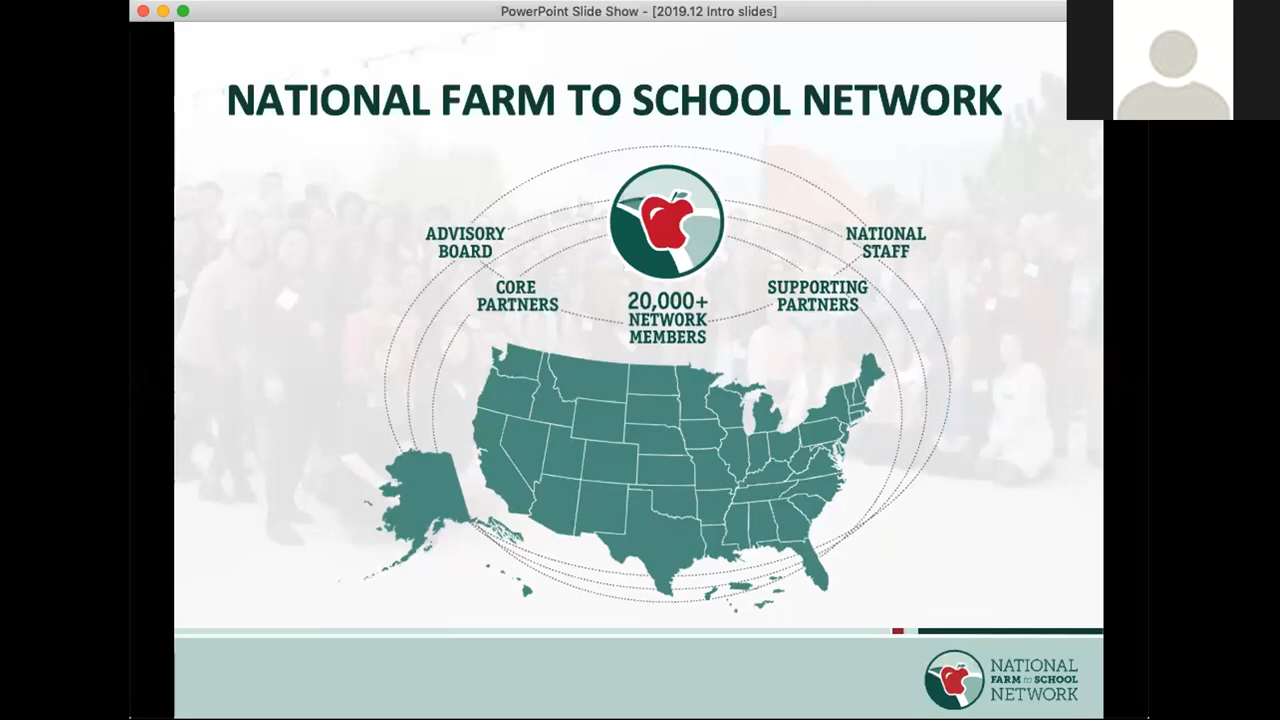 PowerPoint Slide Show - [2019.12 Intro slides]
NATIONAL FARM TO SCHOOL NETWORK
ADVISORY
BOARD
NATIONAL
STAFF
CORE
PARTNERS
20,000+
NETWORK
MEMBERS
SUPPORTING
PARTNERS
NATIONAL
FARM to SCHOOL
NETWORK